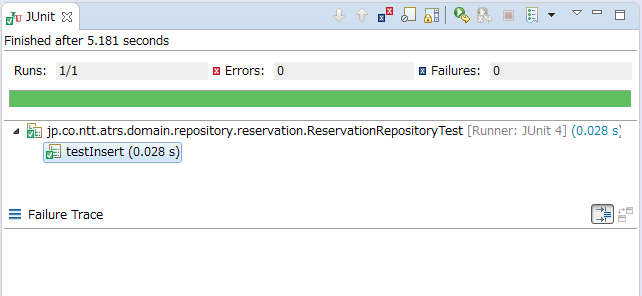 JUnit
Finished after 5.181 seconds
Runs: 1/1 Errors: 0 Failures: 0
jp.co.ntt.atrs.domain.repository.reservation.ReservationRepositoryTest [Runner: JUnit 4] (0.028 s)
testInsert (0.028 s)
Failure Trace